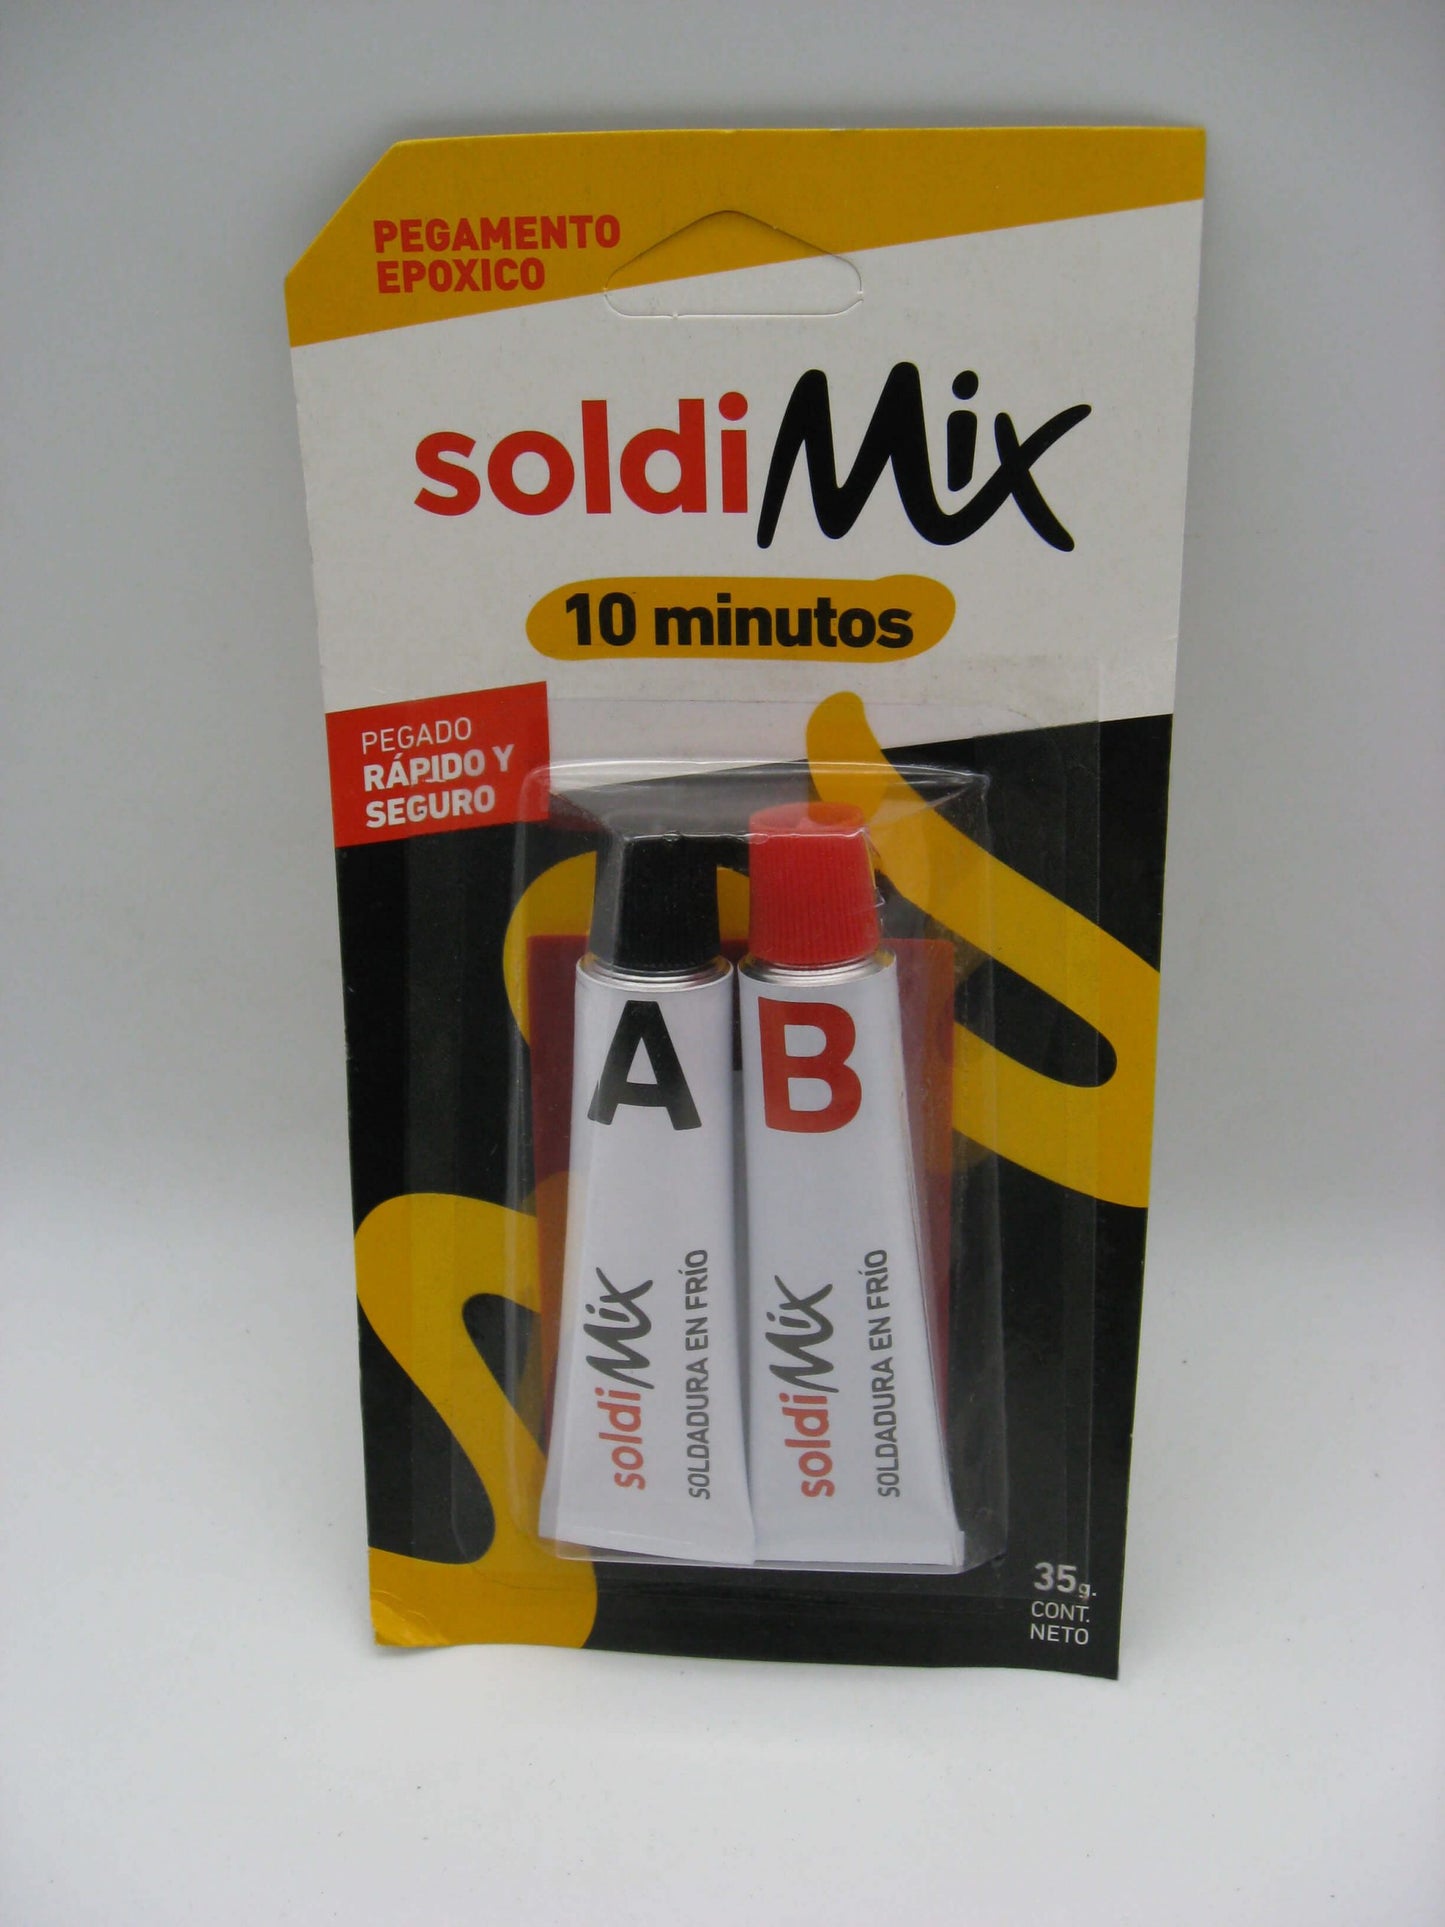 PEGAMENTO
EPOXICO
soldiMix
10 minutos
PEGADO
RÁPIDO Y
SEGURO
A
B
soldiMix
SOLDADURA EN FRÍO
soldiMix
SOLDADURA EN FRÍO
35g.
CONT.
NETO